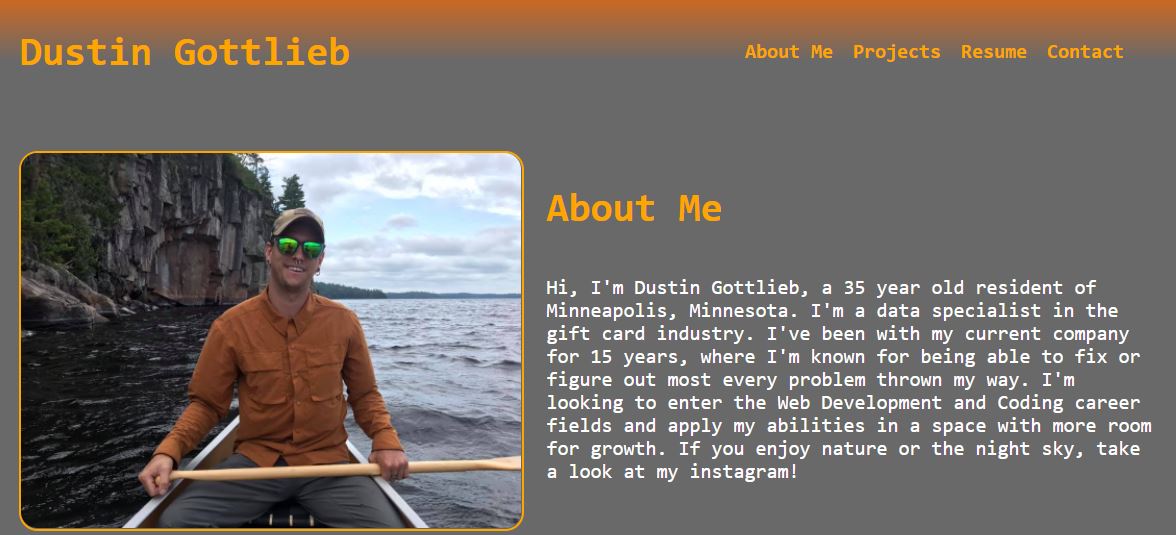 Dustin Gottlieb
About Me Projects Resume Contact
About Me
Hi, I'm Dustin Gottlieb, a 35 year old resident of
Minneapolis, Minnesota. I'm a data specialist in the
gift card industry. I've been with my current company
for 15 years, where I'm known for being able to fix or
figure out most every problem thrown my way. I'm
looking to enter the Web Development and Coding career
fields and apply my abilities in a space with more room
for growth. If you enjoy nature or the night sky, take
a look at my instagram!